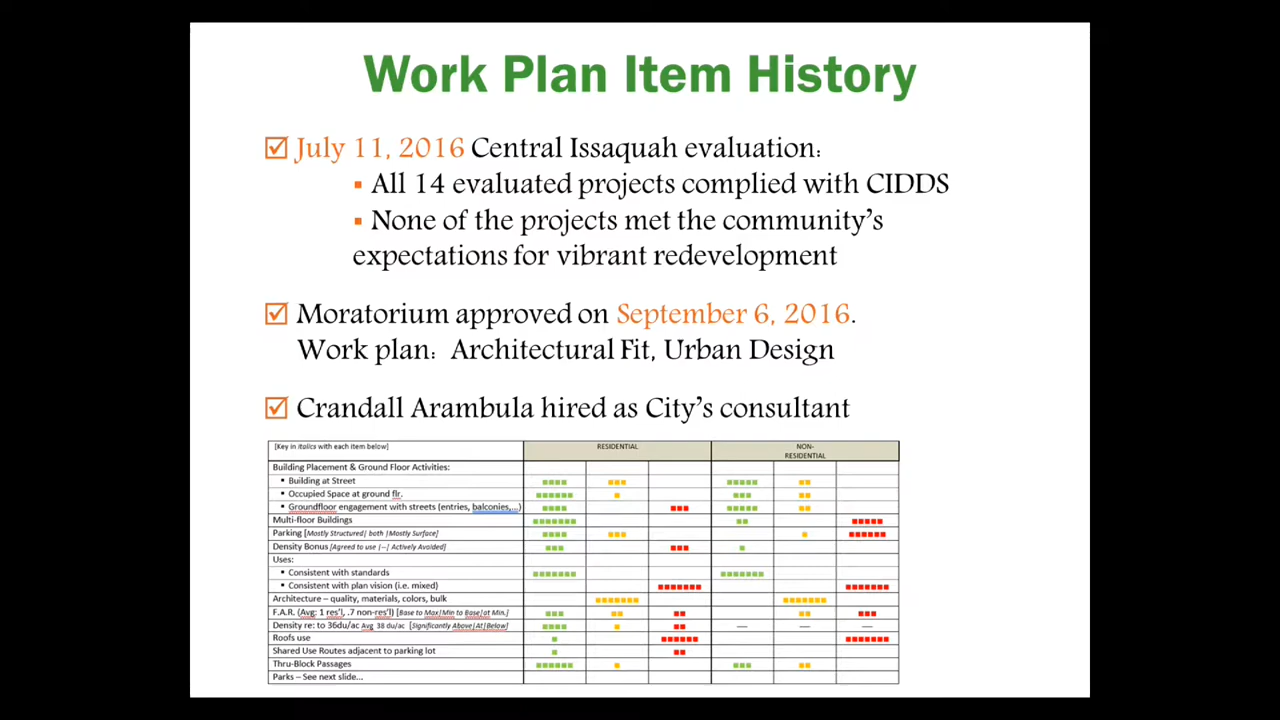 Work Plan Item History
July 11, 2016 Central Issaquah evaluation:
All 14 evaluated projects complied with CIDDS
None of the projects met the community's
expectations for vibrant redevelopment
Moratorium approved on September 6, 2016.
Work plan: Architectural Fit, Urban Design
Crandall Arambula hired as City's consultant
[Key in italics with each item below] RESIDENTIAL NON-
RESIDENTIAL
Building Placement & Ground Floor Activities:
Building at Street
Occupied Space at ground flr.
Groundfloor engagement with streets (entries, balconies,...)
Multi-floor Buildings
Parking [Mostly Structured| both |Mostly Surface]
Density Bonus [Agreed to use |--| Actively Avoided]
Uses:
Consistent with standards
Consistent with plan vision (i.e. mixed)
Architecture – quality, materials, colors, bulk
F.A.R. (Avg: 1 res'l, .7 non-res'l) [Base to Max|Min to Base|at Min.]
Density re: to 36du/ac Avg 38 du/ac [Significantly Above|At|Below]
Roofs use
Shared Use Routes adjacent to parking lot
Thru-Block Passages
Parks – See next slide...